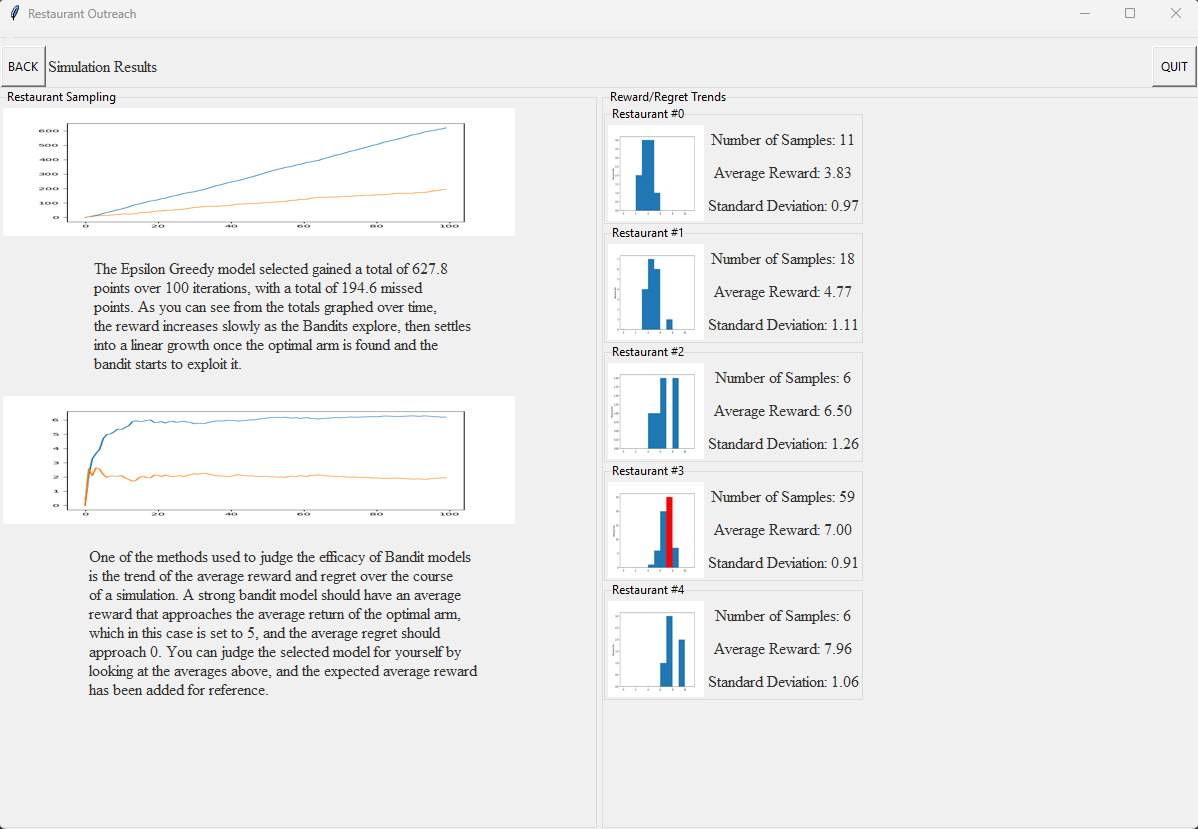 Restaurant Outreach
BACK
Simulation Results
QUIT
Restaurant Sampling
600
500
400
300
200
100
0
0 20 40 60 80 100
The Epsilon Greedy model selected gained a total of 627.8
points over 100 iterations, with a total of 194.6 missed
points. As you can see from the totals graphed over time,
the reward increases slowly as the Bandits explore, then settles
into a linear growth once the optimal arm is found and the
bandit starts to exploit it.
6
5
4
3
2
1
0
0 20 40 60 80 100
One of the methods used to judge the efficacy of Bandit models
is the trend of the average reward and regret over the course
of a simulation. A strong bandit model should have an average
reward that approaches the average return of the optimal arm,
which in this case is set to 5, and the average regret should
approach 0. You can judge the selected model for yourself by
looking at the averages above, and the expected average reward
has been added for reference.
Reward/Regret Trends
Restaurant #0
Number of Samples: 11
Average Reward: 3.83
Standard Deviation: 0.97
Restaurant #1
Number of Samples: 18
Average Reward: 4.77
Standard Deviation: 1.11
Restaurant #2
Number of Samples: 6
Average Reward: 6.50
Standard Deviation: 1.26
Restaurant #3
Number of Samples: 59
Average Reward: 7.00
Standard Deviation: 0.91
Restaurant #4
Number of Samples: 6
Average Reward: 7.96
Standard Deviation: 1.06